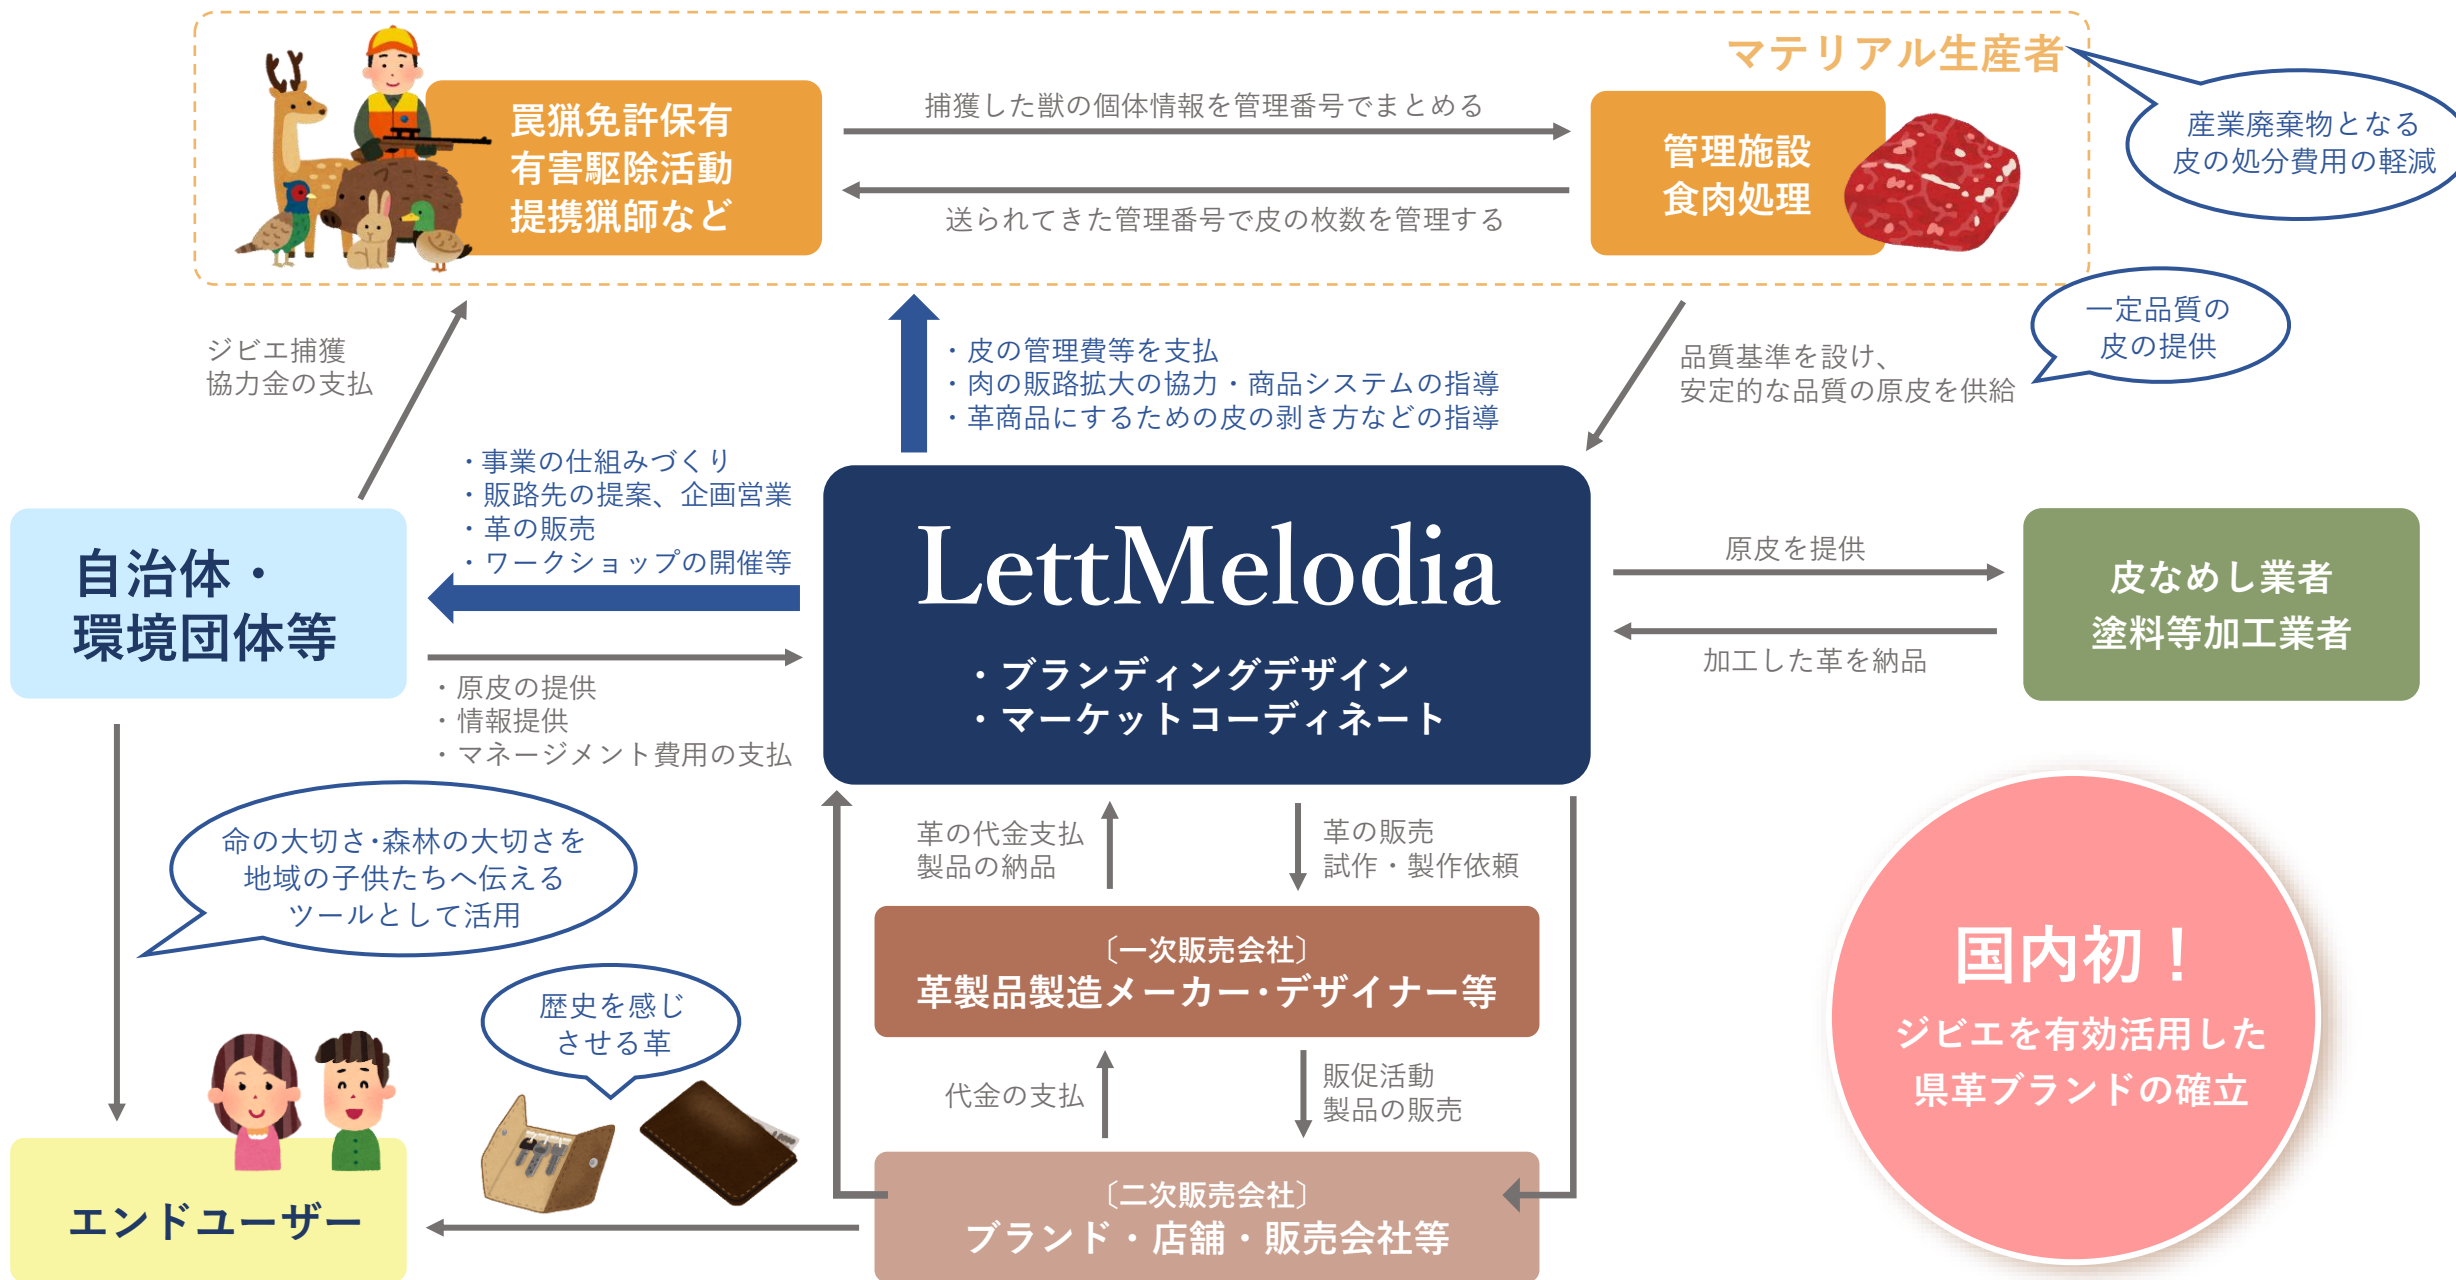 マテリアル生産者
産業廃棄物となる
皮の処分費用の軽減
罠猟免許保有
有害駆除活動
提携猟師など
捕獲した獣の個体情報を管理番号でまとめる
送られてきた管理番号で皮の枚数を管理する
管理施設
食肉処理
一定品質の
皮の提供
ジビエ捕獲
協力金の支払
・皮の管理費等を支払
・肉の販路拡大の協力・商品システムの指導
・革商品にするための皮の剥き方などの指導
品質基準を設け、
安定的な品質の原皮を供給
・事業の仕組みづくり
・販路先の提案、企画営業
・革の販売
・ワークショップの開催等
自治体・
環境団体等
LettMelodia
・ブランディングデザイン
・マーケットコーディネート
原皮を提供
加工した革を納品
皮なめし業者
塗料等加工業者
・原皮の提供
・情報提供
・マネージメント費用の支払
命の大切さ・森林の大切さを
地域の子供たちへ伝える
ツールとして活用
革の代金支払
製品の納品
革の販売
試作・製作依頼
〔一次販売会社〕
革製品製造メーカー・デザイナー等
歴史を感じ
させる革
代金の支払
販促活動
製品の販売
〔二次販売会社〕
ブランド・店舗・販売会社等
エンドユーザー
国内初！
ジビエを有効活用した
県革ブランドの確立